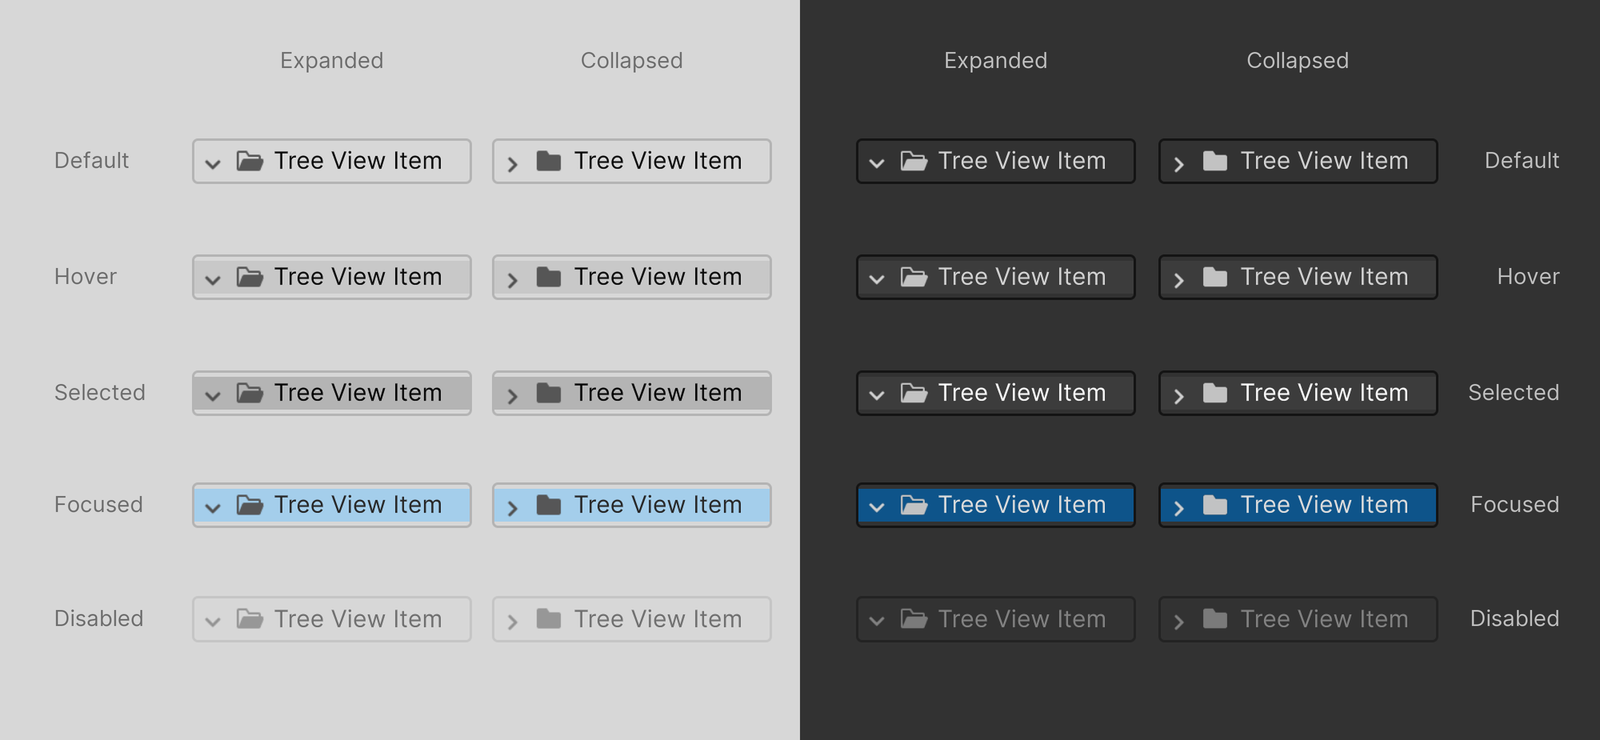 Expanded Collapsed Expanded Collapsed
Default Tree View Item Tree View Item Tree View Item Tree View Item Default
Hover Tree View Item Tree View Item Tree View Item Tree View Item Hover
Selected Tree View Item Tree View Item Tree View Item Tree View Item Selected
Focused Tree View Item Tree View Item Tree View Item Tree View Item Focused
Disabled Tree View Item Tree View Item Tree View Item Tree View Item Disabled